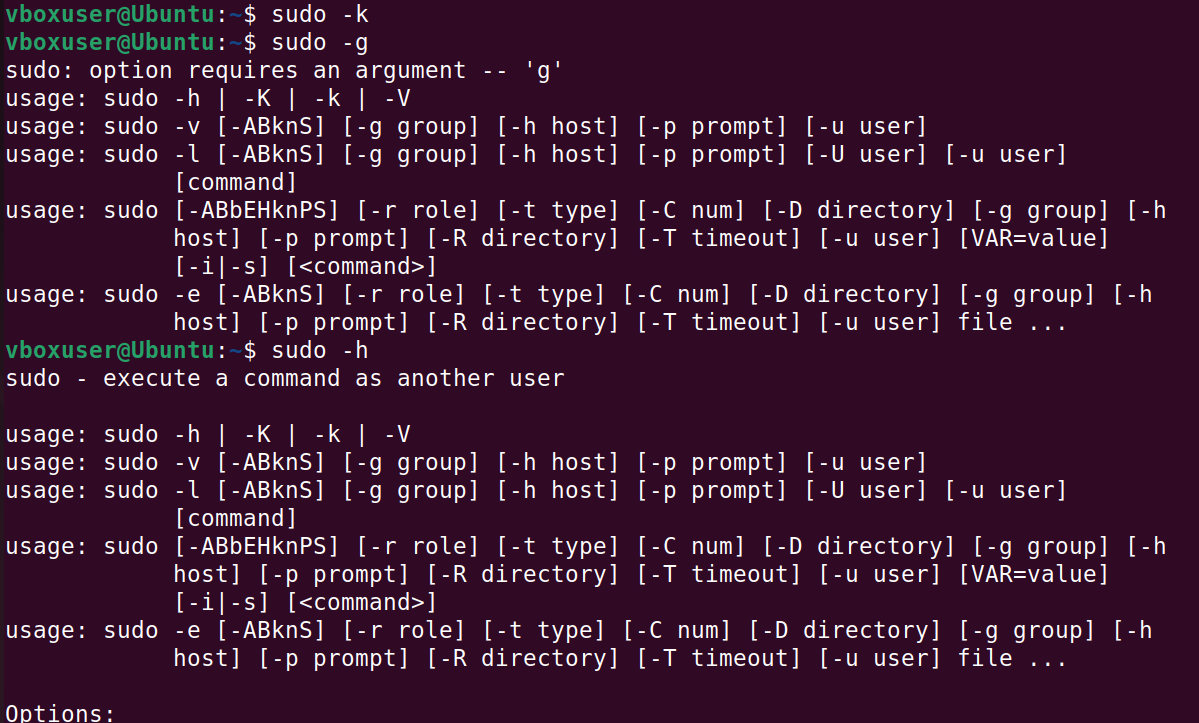 vboxuser@Ubuntu:~$ sudo -k
vboxuser@Ubuntu:~$ sudo -g
sudo: option requires an argument -- 'g'
usage: sudo -h | -K | -k | -V
usage: sudo -v [-ABknS] [-g group] [-h host] [-p prompt] [-u user]
usage: sudo -l [-ABknS] [-g group] [-h host] [-p prompt] [-U user] [-u user]
            [command]
usage: sudo [-ABbEHknPS] [-r role] [-t type] [-C num] [-D directory] [-g group] [-h
            host] [-p prompt] [-R directory] [-T timeout] [-u user] [VAR=value]
            [-i|-s] [<command>]
usage: sudo -e [-ABknS] [-r role] [-t type] [-C num] [-D directory] [-g group] [-h
            host] [-p prompt] [-R directory] [-T timeout] [-u user] file ...
vboxuser@Ubuntu:~$ sudo -h
sudo - execute a command as another user

usage: sudo -h | -K | -k | -V
usage: sudo -v [-ABknS] [-g group] [-h host] [-p prompt] [-u user]
usage: sudo -l [-ABknS] [-g group] [-h host] [-p prompt] [-U user] [-u user]
            [command]
usage: sudo [-ABbEHknPS] [-r role] [-t type] [-C num] [-D directory] [-g group] [-h
            host] [-p prompt] [-R directory] [-T timeout] [-u user] [VAR=value]
            [-i|-s] [<command>]
usage: sudo -e [-ABknS] [-r role] [-t type] [-C num] [-D directory] [-g group] [-h
            host] [-p prompt] [-R directory] [-T timeout] [-u user] file ...

Options: